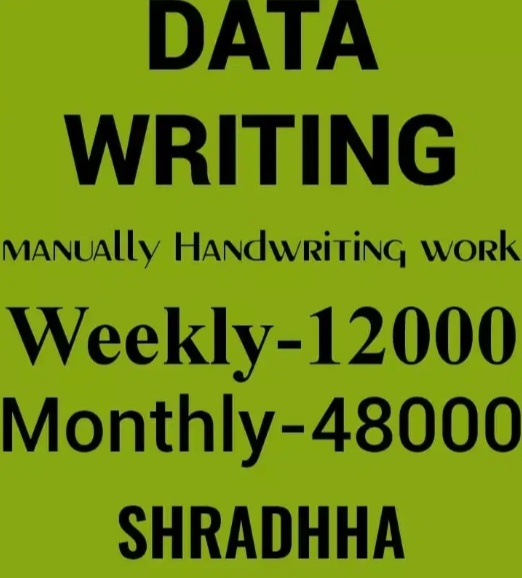 DATA
WRITING
MANUAlly HANdwRiTiNG woRk
Weekly-12000
Monthly-48000
SHRADHHA